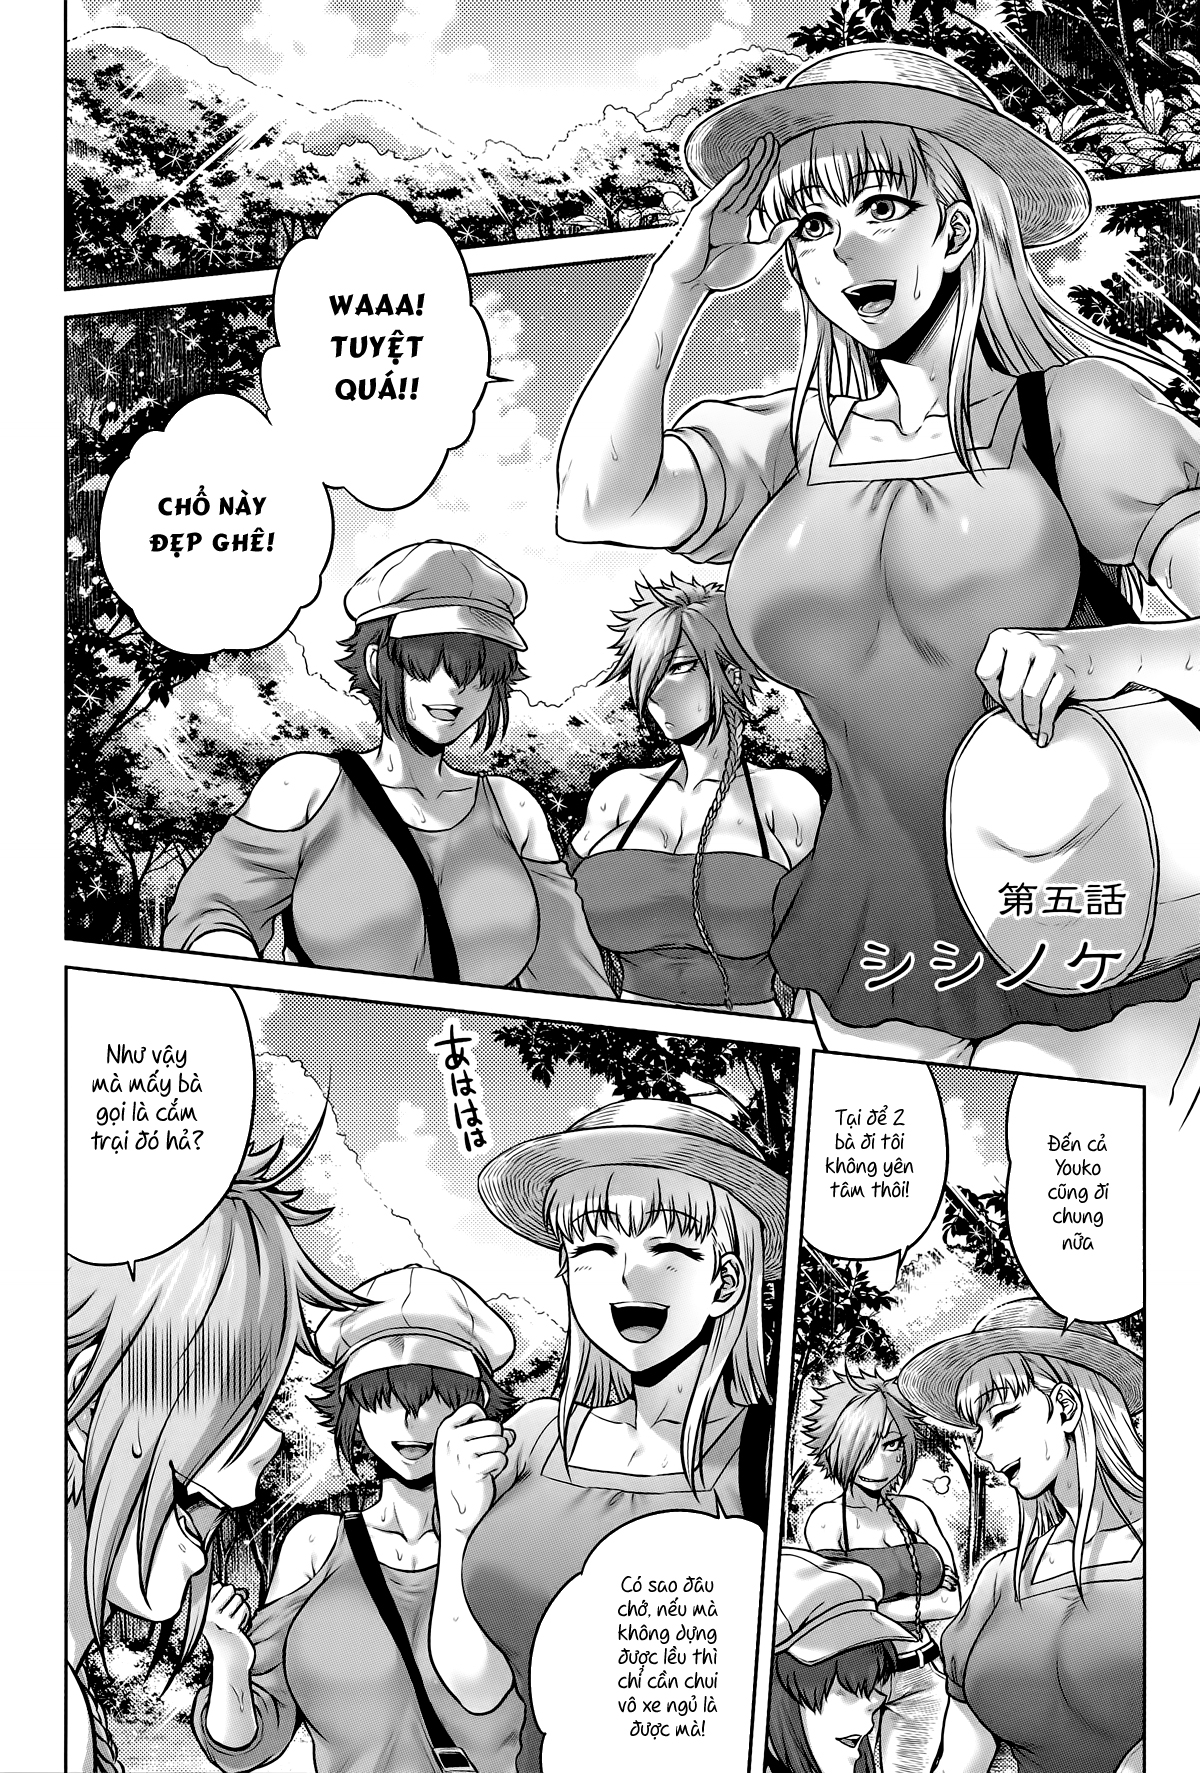 WAAA!
TUYỆT
QUÁ!!
CHỔ NÀY
ĐẸP GHÊ!
第五話
シシノケ
Đến cả
Youko
cũng đi
chung
nữa
Tại để 2
bà đi tôi
không yên
tâm thôi!
あははは
Như vậy
mà mấy bà
gọi là cắm
trại đó hả?
Có sao đâu
chớ, nếu mà
không dựng
được lều thì
chỉ cần chui
vô xe ngủ là
được mà!